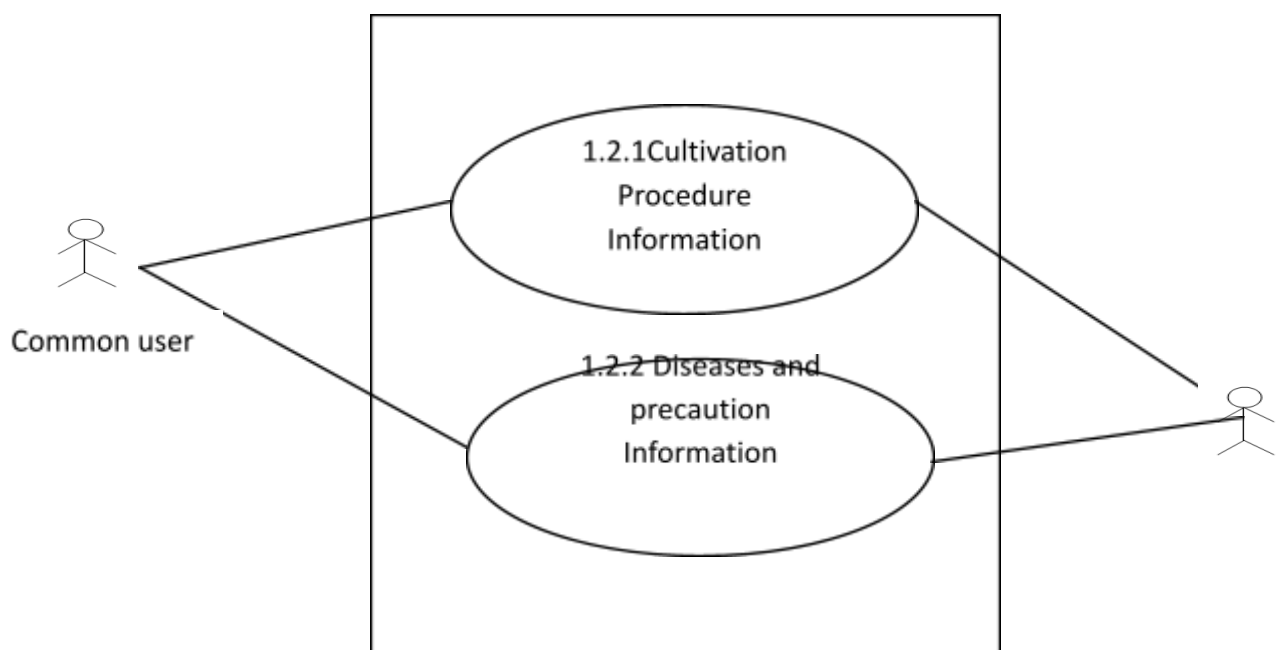 1.2.1Cultivation
Procedure
Information
Common user
1.2.2 Diseases and
precaution
Information